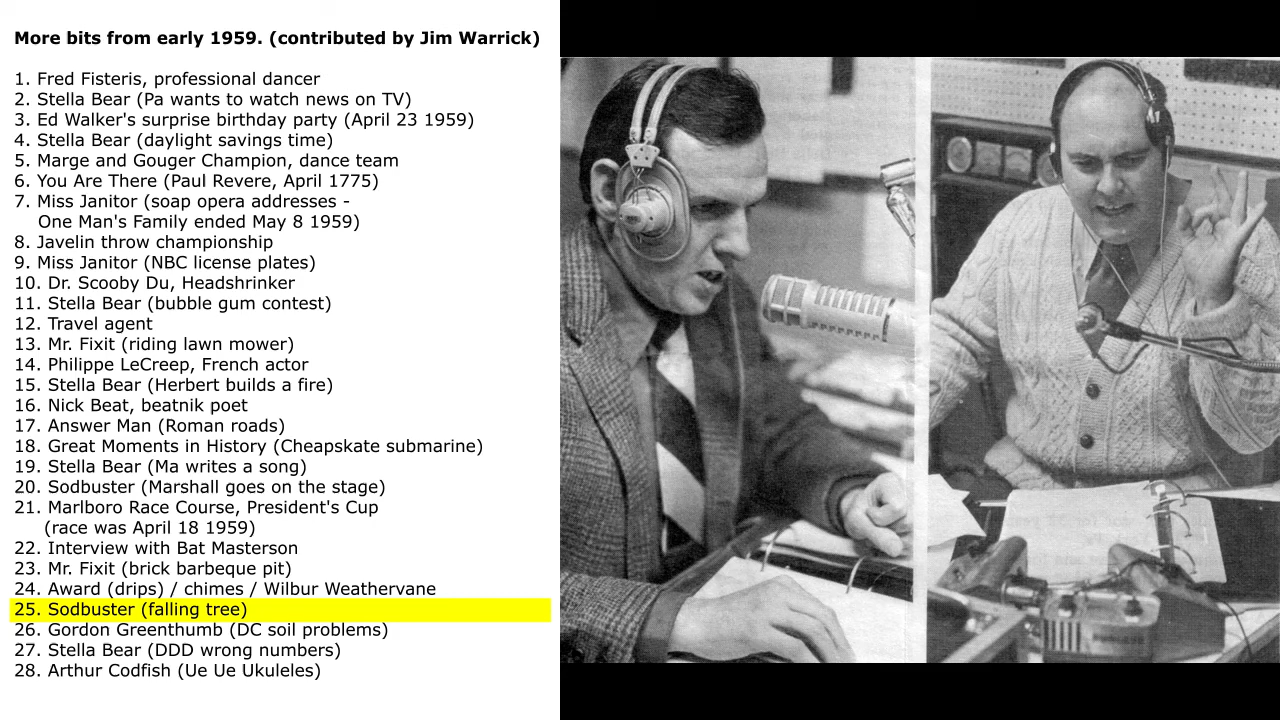 More bits from early 1959. (contributed by Jim Warrick)
1. Fred Fisteris, professional dancer
2. Stella Bear (Pa wants to watch news on TV)
3. Ed Walker's surprise birthday party (April 23 1959)
4. Stella Bear (daylight savings time)
5. Marge and Gouger Champion, dance team
6. You Are There (Paul Revere, April 1775)
7. Miss Janitor (soap opera addresses -
One Man's Family ended May 8 1959)
8. Javelin throw championship
9. Miss Janitor (NBC license plates)
10. Dr. Scooby Du, Headshrinker
11. Stella Bear (bubble gum contest)
12. Travel agent
13. Mr. Fixit (riding lawn mower)
14. Philippe LeCreep, French actor
15. Stella Bear (Herbert builds a fire)
16. Nick Beat, beatnik poet
17. Answer Man (Roman roads)
18. Great Moments in History (Cheapskate submarine)
19. Stella Bear (Ma writes a song)
20. Sodbuster (Marshall goes on the stage)
21. Marlboro Race Course, President's Cup
(race was April 18 1959)
22. Interview with Bat Masterson
23. Mr. Fixit (brick barbeque pit)
24. Award (drips) / chimes / Wilbur Weathervane
25. Sodbuster (falling tree)
26. Gordon Greenthumb (DC soil problems)
27. Stella Bear (DDD wrong numbers)
28. Arthur Codfish (Ue Ue Ukuleles)